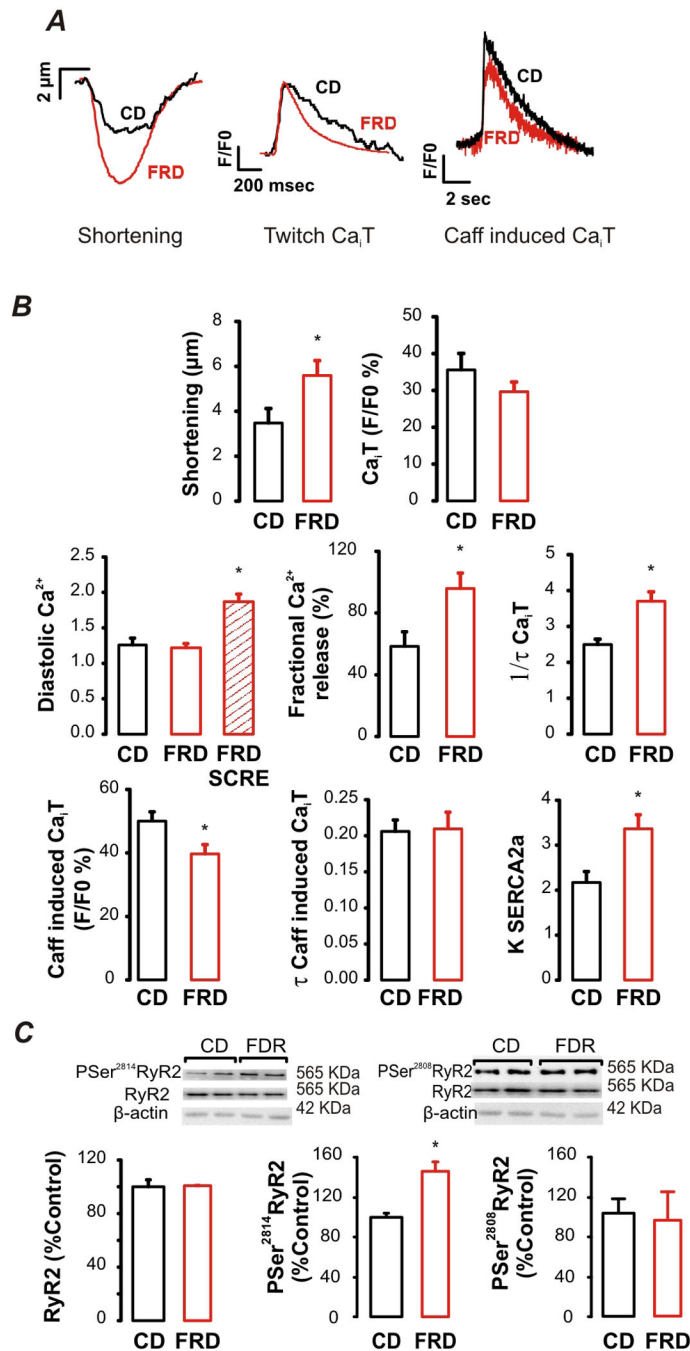 A
2 µm
CD
FRD
Shortening
F/F0
200 msec
CD
FRD
Twitch CaᵢT
F/F0
2 sec
CD
FRD
Caff induced CaᵢT
B
Shortening (µm)
8
6
4
2
0
*
CD FRD
CaᵢT (F/F0 %)
50
40
30
20
10
0
CD FRD
Diastolic Ca²⁺
2.5
2.0
1.5
1.0
0.5
0.0
*
CD FRD FRD
SCRE
Fractional Ca²⁺
release (%)
120
80
40
0
*
CD FRD
1/τ CaᵢT
5
4
3
2
1
0
*
CD FRD
Caff induced CaᵢT
(F/F0 %)
60
40
20
0
*
CD FRD
τ Caff induced CaᵢT
0.25
0.20
0.15
0.10
0.05
0.00
CD FRD
K SERCA2a
4
3
2
1
0
*
CD FRD
C
CD FDR
PSer²⁸¹⁴RyR2 565 KDa
RyR2 565 KDa
β-actin 42 KDa
CD FDR
PSer²⁸⁰⁸RyR2 565 KDa
RyR2 565 KDa
β-actin 42 KDa
RyR2 (%Control)
120
80
40
0
CD FRD
PSer²⁸¹⁴RyR2
(%Control)
160
120
80
40
0
*
CD FRD
PSer²⁸⁰⁸RyR2
(%Control)
160
120
80
40
0
CD FRD